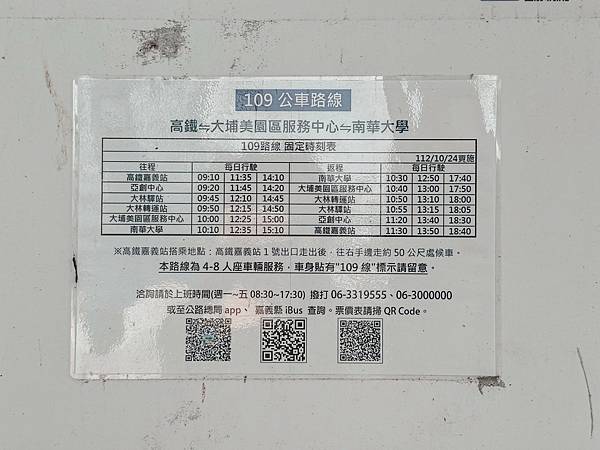 109 公車路線
高鐵⇋大埔美園區服務中心⇋南華大學
109路線 固定時刻表
112/10/24實施
往程 每日行駛 返程 每日行駛
高鐵嘉義站 09:10 11:35 14:10 南華大學 10:30 12:50 17:40
亞創中心 09:20 11:45 14:20 大埔美園區服務中心 10:40 13:00 17:50
大林驛站 09:45 12:10 14:45 大林轉運站 10:50 13:10 18:00
大林轉運站 09:50 12:15 14:50 大林驛站 10:55 13:15 18:05
大埔美園區服務中心 10:00 12:25 15:00 亞創中心 11:20 13:40 18:30
南華大學 10:10 12:35 15:10 高鐵嘉義站 11:30 13:50 18:40
※高鐵嘉義站搭乘地點：高鐵嘉義站 1 號出口走出後，往右手邊走約 50 公尺處候車。
本路線為 4-8 人座車輛服務，車身貼有"109 線"標示請留意。
洽詢請於上班時間(週一~五 08:30~17:30) 撥打 06-3319555、06-3000000
或至公路總局 app、 嘉義縣 iBus 查詢。票價表請掃 QR Code。